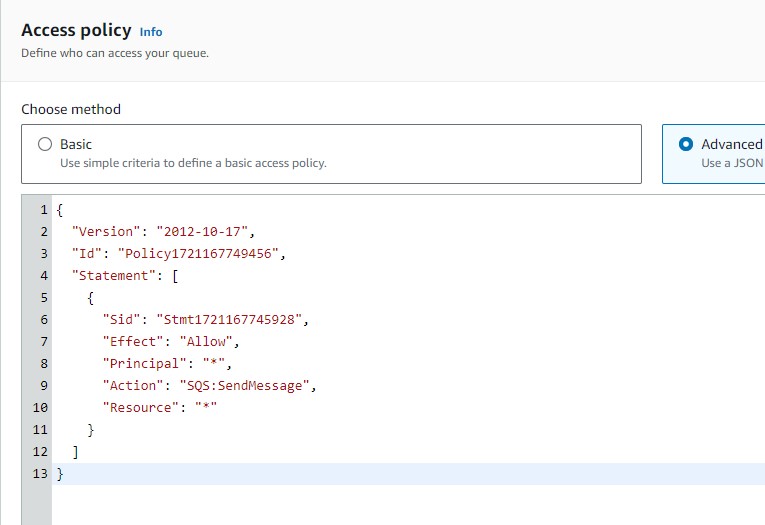 Access policy Info
Define who can access your queue.
Choose method
Basic
Use simple criteria to define a basic access policy.
Advanced
Use a JSON
1 {
2 "Version": "2012-10-17",
3 "Id": "Policy1721167749456",
4 "Statement": [
5 {
6 "Sid": "Stmt1721167745928",
7 "Effect": "Allow",
8 "Principal": "*",
9 "Action": "SQS:SendMessage",
10 "Resource": "*"
11 }
12 ]
13 }